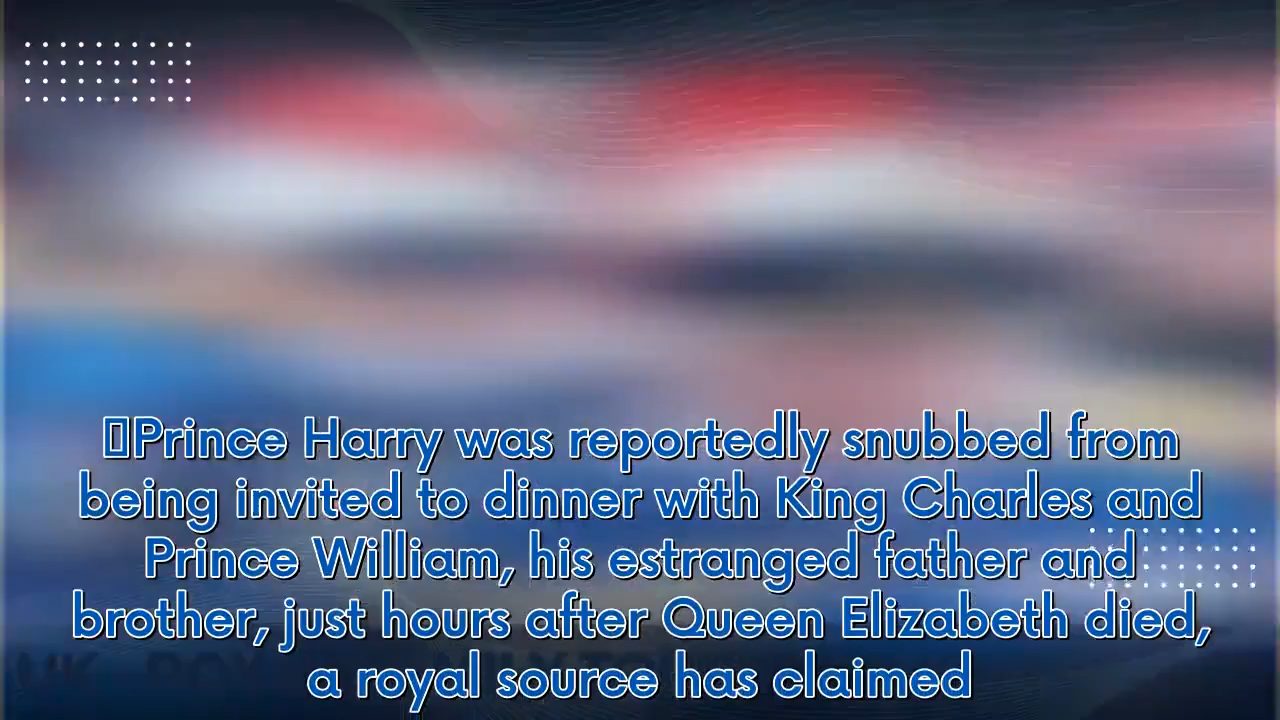 Prince Harry was reportedly snubbed from
being invited to dinner with King Charles and
Prince William, his estranged father and
brother, just hours after Queen Elizabeth died,
a royal source has claimed